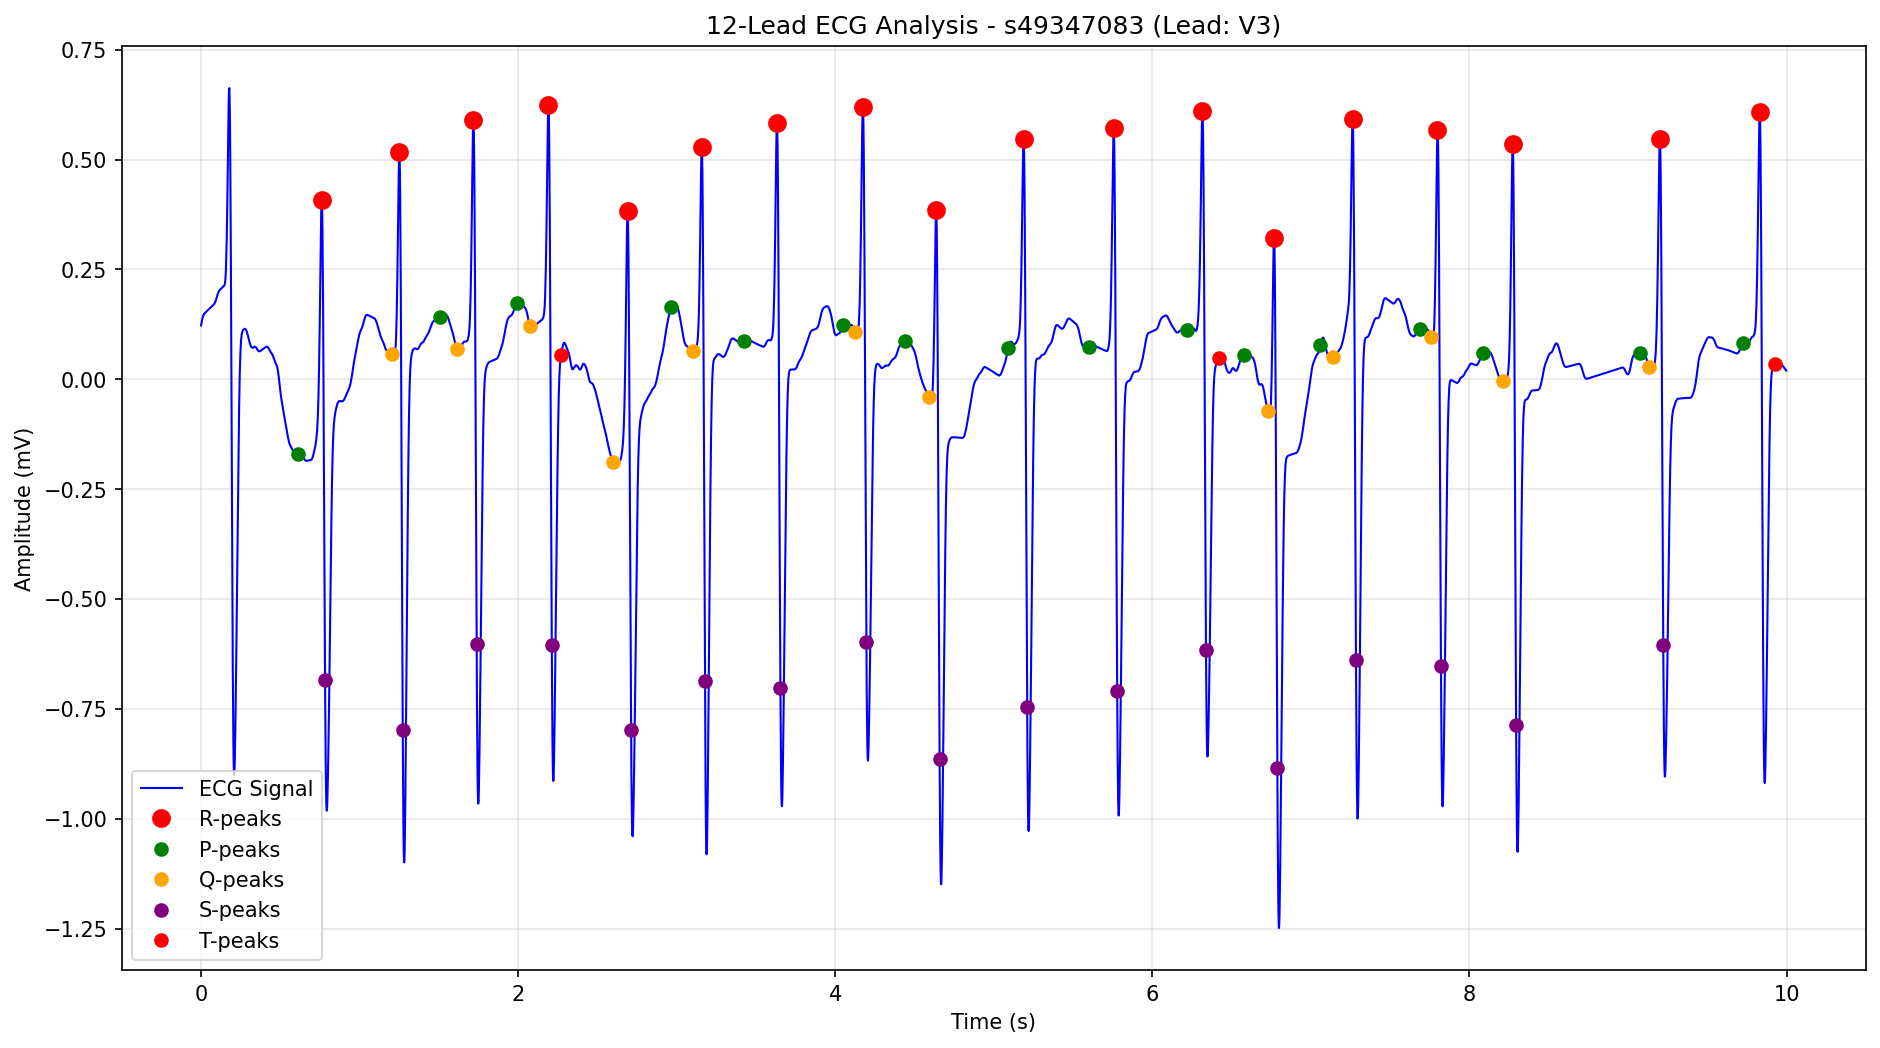 12-Lead ECG Analysis - s49347083 (Lead: V3)
Amplitude (mV)
0.75
0.50
0.25
0.00
−0.25
−0.50
−0.75
−1.00
−1.25
ECG Signal
R-peaks
P-peaks
Q-peaks
S-peaks
T-peaks
0 2 4 6 8 10
Time (s)